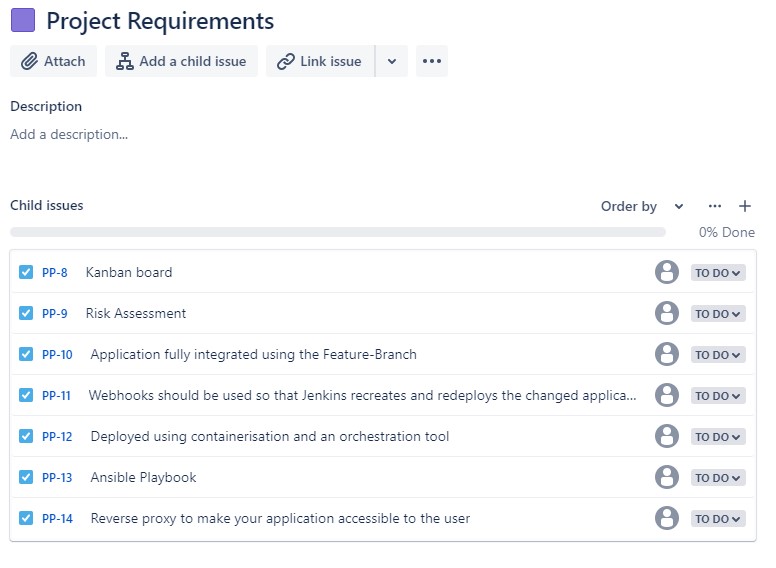 Project Requirements
Attach Add a child issue Link issue
Description
Add a description...
Child issues Order by
0% Done
PP-8 Kanban board TO DO
PP-9 Risk Assessment TO DO
PP-10 Application fully integrated using the Feature-Branch TO DO
PP-11 Webhooks should be used so that Jenkins recreates and redeploys the changed applica... TO DO
PP-12 Deployed using containerisation and an orchestration tool TO DO
PP-13 Ansible Playbook TO DO
PP-14 Reverse proxy to make your application accessible to the user TO DO